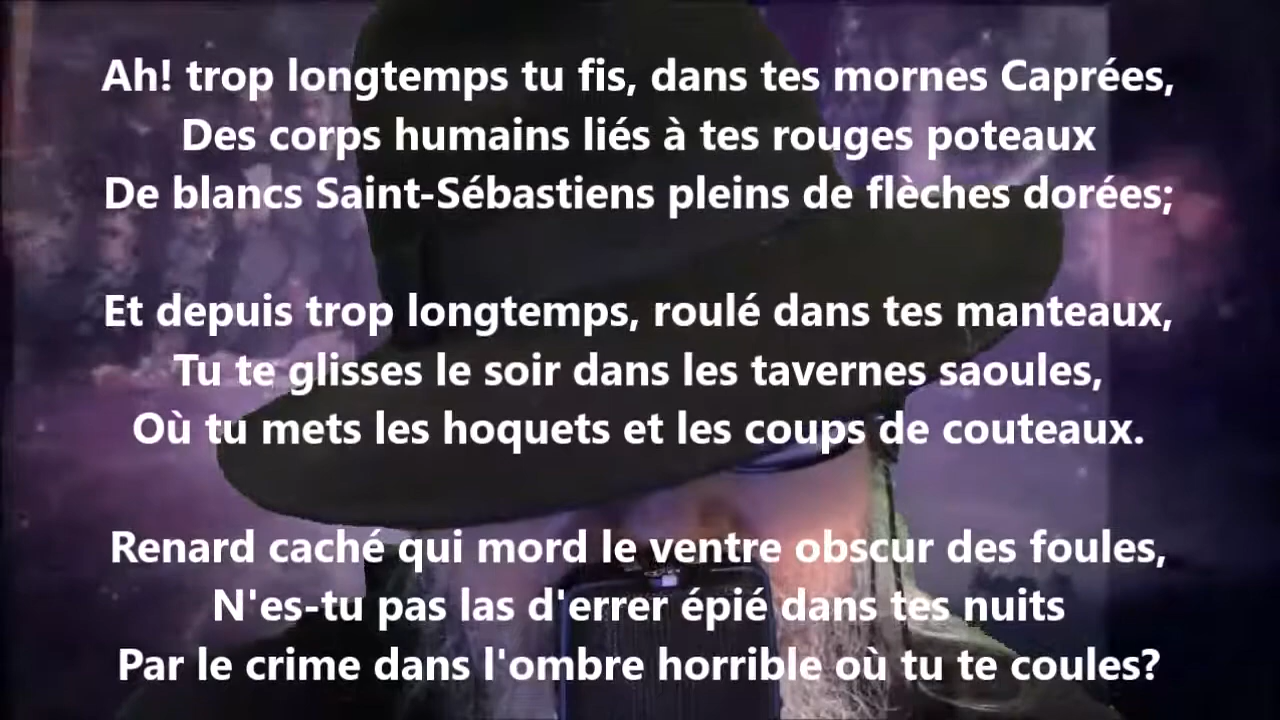 Ah! trop longtemps tu fis, dans tes mornes Caprées,
Des corps humains liés à tes rouges poteaux
De blancs Saint-Sébastiens pleins de flèches dorées;
Et depuis trop longtemps, roulé dans tes manteaux,
Tu te glisses le soir dans les tavernes saoules,
Où tu mets les hoquets et les coups de couteaux.
Renard caché qui mord le ventre obscur des foules,
N'es-tu pas las d'errer épié dans tes nuits
Par le crime dans l'ombre horrible où tu te coules?